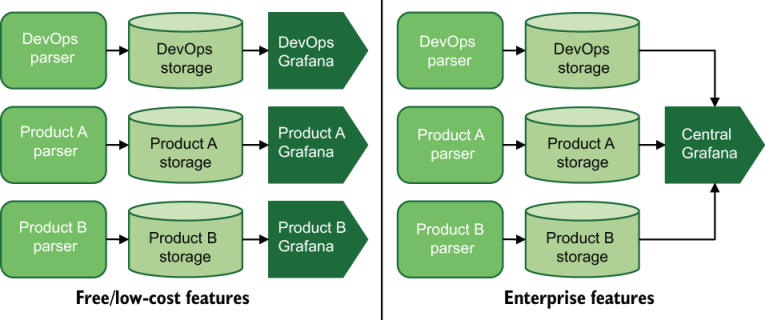 DevOps
parser
DevOps
storage
DevOps
Grafana
Product A
parser
Product A
storage
Product A
Grafana
Product B
parser
Product B
storage
Product B
Grafana
Free/low-cost features
DevOps
parser
DevOps
storage
Product A
parser
Product A
storage
Central
Grafana
Product B
parser
Product B
storage
Enterprise features